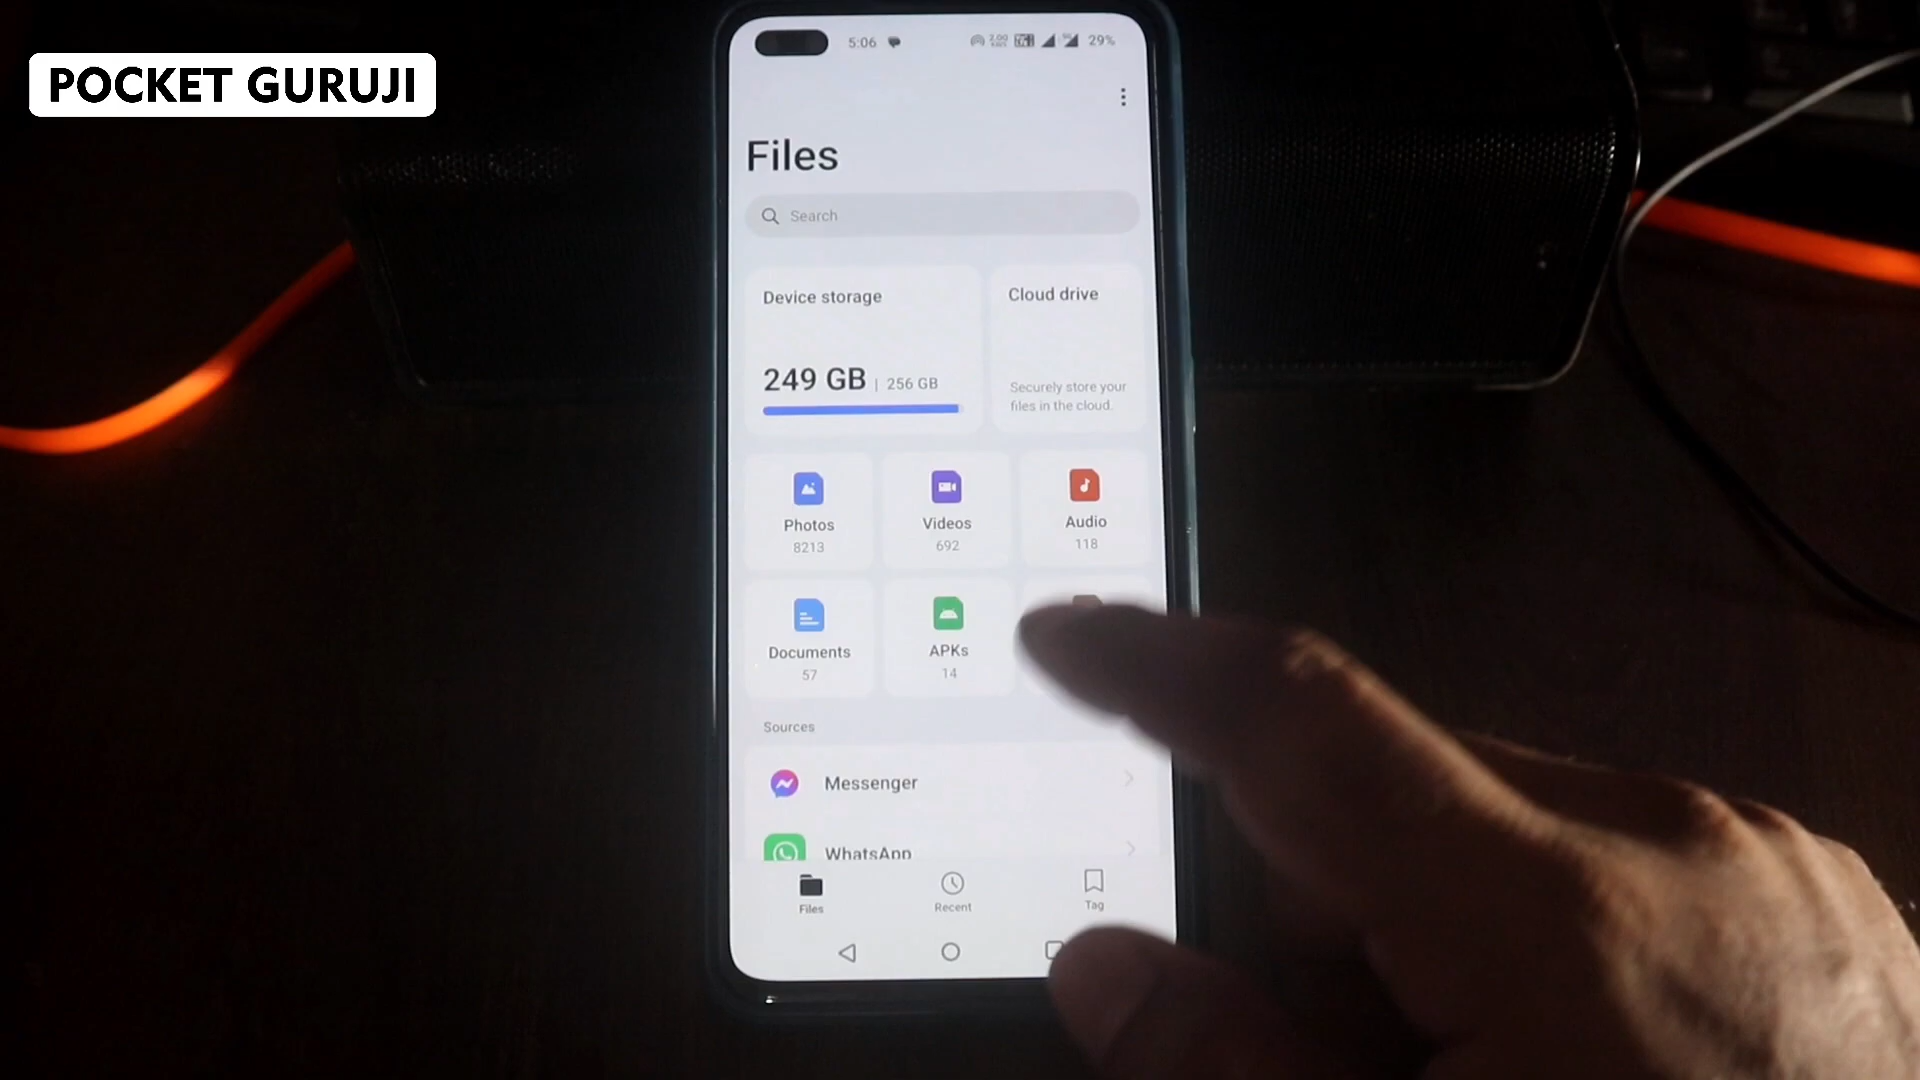 POCKET GURUJI
5:06
29%
Files
Search
Device storage
Cloud drive
249 GB | 256 GB
Securely store your
files in the cloud.
Photos
8213
Videos
692
Audio
118
Documents
57
APKs
14
Sources
Messenger
WhatsApp
Files
Recent
Tag